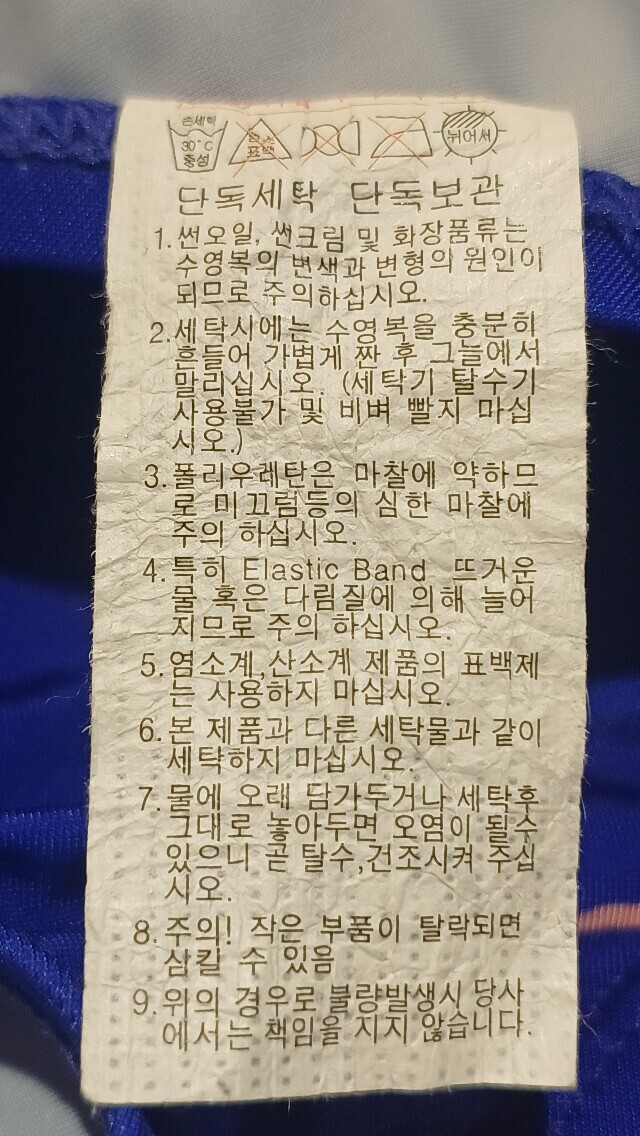 손세탁
30°C
중성
염소
표백
뉘어서
단독세탁 단독보관
1.썬오일, 썬크림 및 화장품류는
수영복의 변색과 변형의 원인이
되므로 주의하십시오.
2.세탁시에는 수영복을 충분히
흔들어 가볍게 짠 후 그늘에서
말리십시오. (세탁기 탈수기
사용불가 및 비벼 빨지 마십
시오.)
3.폴리우레탄은 마찰에 약하므
로 미끄럼등의 심한 마찰에
주의 하십시오.
4.특히 Elastic Band 뜨거운
물 혹은 다림질에 의해 늘어
지므로 주의 하십시오.
5.염소계,산소계 제품의 표백제
는 사용하지 마십시오.
6.본 제품과 다른 세탁물과 같이
세탁하지 마십시오.
7.물에 오래 담가두거나 세탁후
그대로 놓아두면 오염이 될수
있으니 곧 탈수,건조시켜 주십
시오.
8.주의! 작은 부품이 탈락되면
삼킬 수 있음
9.위의 경우로 불량발생시 당사
에서는 책임을 지지 않습니다.